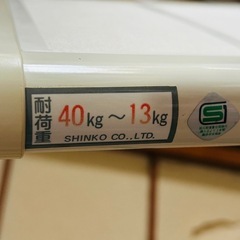 耐荷重
40kg～13kg
SHINKO CO.,LTD.
S